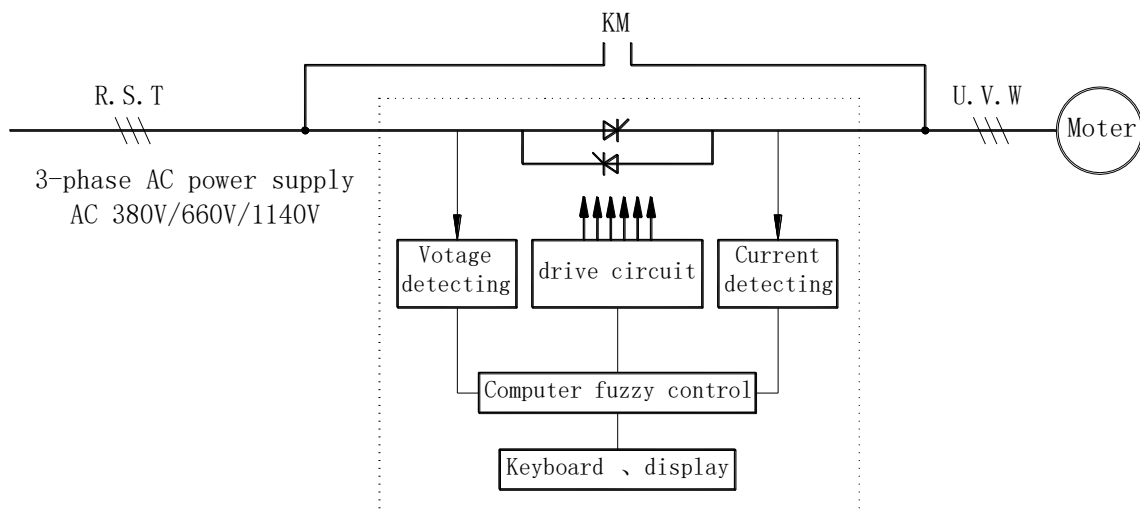 KM
R.S.T
U.V.W
Moter
3-phase AC power supply
AC 380V/660V/1140V
Votage
detecting
drive circuit
Current
detecting
Computer fuzzy control
Keyboard 、display